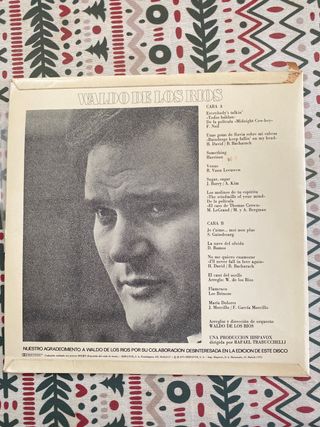 WALDO DE LOS RIOS
CARA A
Everybody's talkin'
«Todos hablan»
De la película «Midnight Cow-boy»
F. Neil
Unas gotas de lluvia sobre mi cabeza
(Raindrops keep fallin' on my head)
H. David / B. Bacharach
Something
Harrison
Venus
R. Vann Leeuwen
Sugar, sugar
J. Barry / A. Kim
Los molinos de tu espíritu
(The windmills of your mind)
De la película
«El caso de Thomas Crown»
M. LeGrand / M. y A. Bergman
CARA B
Je t'aime... moi non plus
S. Gainsbourg
La nave del olvido
D. Ramos
No me quiero enamorar
«I'll never fall in love again»
H. David / B. Bacharach
El cant del ocells
Arreglo: W. de los Ríos
Flamenco
Los Brincos
María Dolores
J. Morcillo / F. García Morcillo
Arreglos y dirección de orquesta:
WALDO DE LOS RIOS
UNA PRODUCCION HISPAVOX
dirigida por RAFAEL TRABUCCHELLI
NUESTRO AGRADECIMIENTO A WALDO DE LOS RIOS POR SU COLABORACION DESINTERESADA EN LA EDICION DE ESTE DISCO